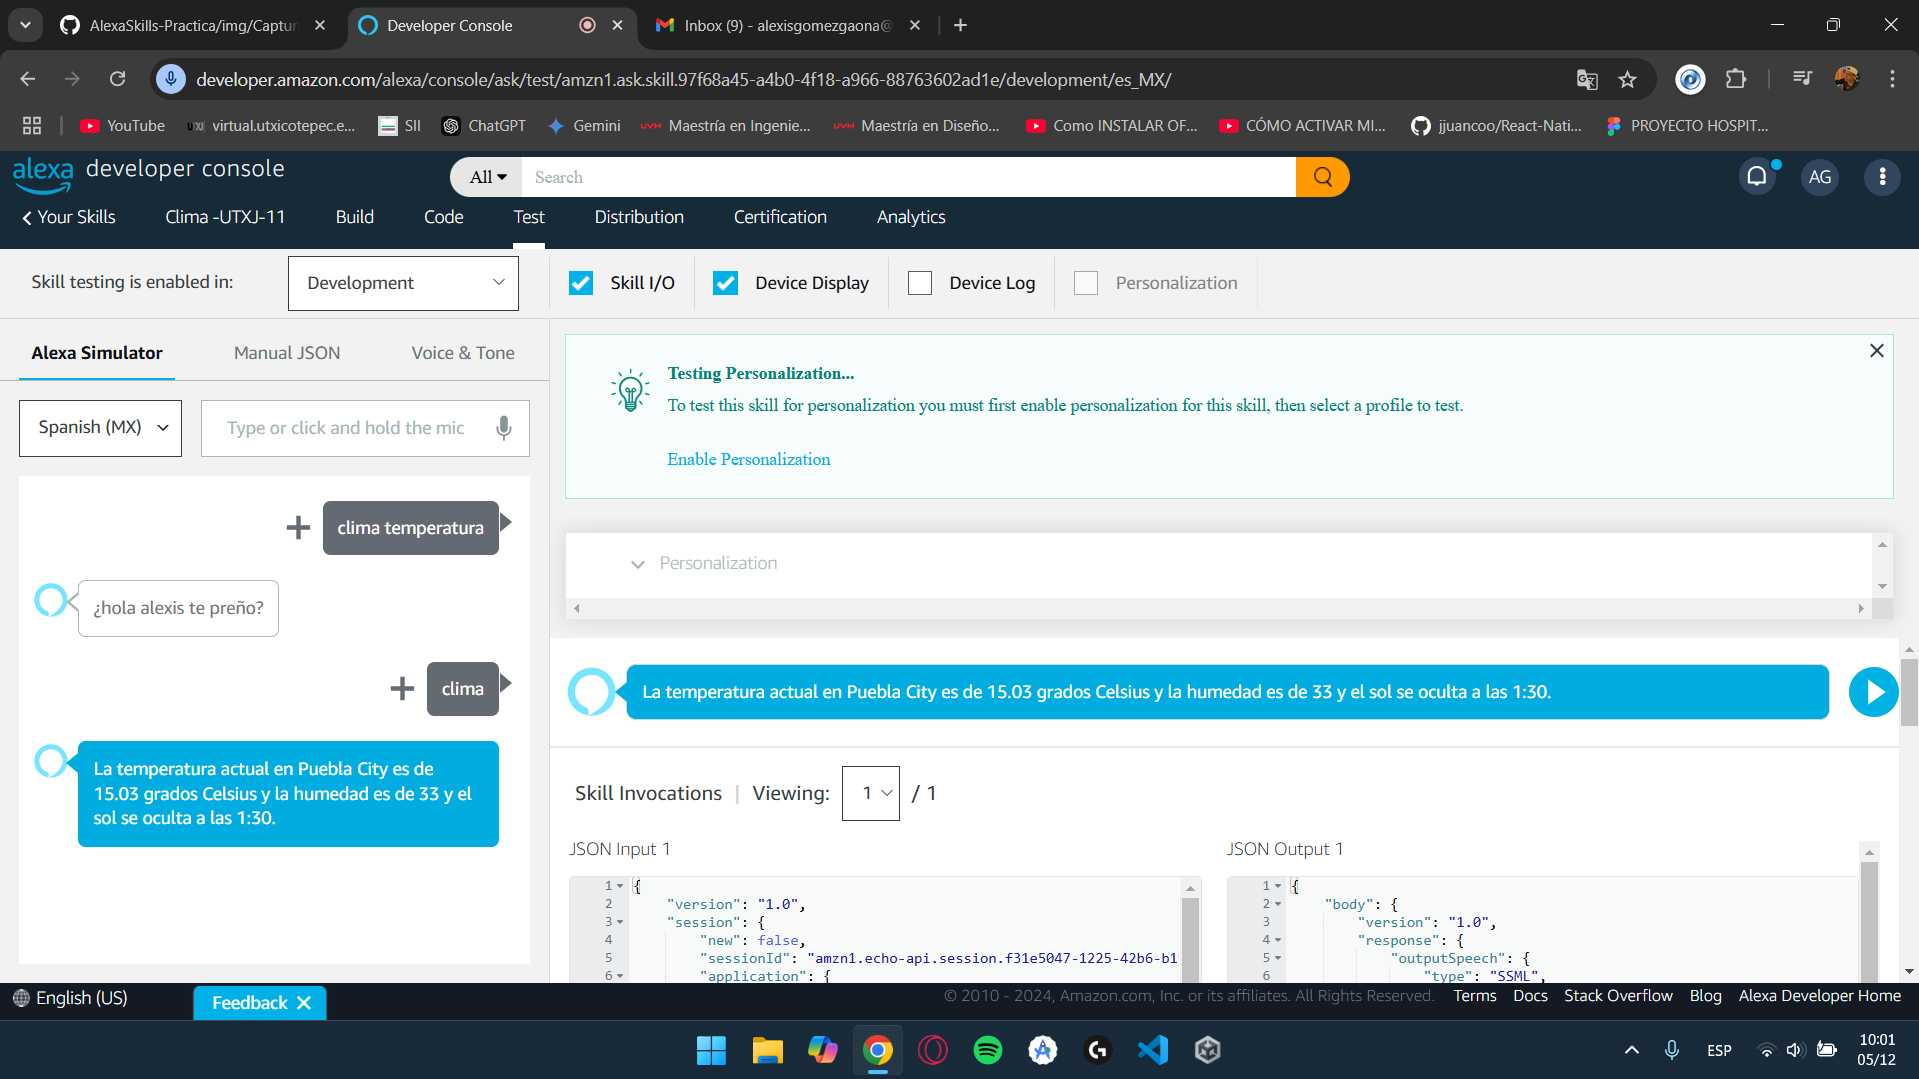 AlexaSkills-Practica/img/Captur
Developer Console
Inbox (9) - alexisgomezgaona@
developer.amazon.com/alexa/console/ask/test/amzn1.ask.skill.97f68a45-a4b0-4f18-a966-88763602ad1e/development/es_MX/
YouTube
virtual.utxicotepec.e...
SII
ChatGPT
Gemini
Maestría en Ingenie...
Maestría en Diseño...
Como INSTALAR OF...
CÓMO ACTIVAR MI...
jjuancoo/React-Nati...
PROYECTO HOSPIT...
alexa developer console
All
Search
AG
Your Skills
Clima -UTXJ-11
Build
Code
Test
Distribution
Certification
Analytics
Skill testing is enabled in:
Development
Skill I/O
Device Display
Device Log
Personalization
Alexa Simulator
Manual JSON
Voice & Tone
Spanish (MX)
Type or click and hold the mic
clima temperatura
¿hola alexis te preño?
clima
La temperatura actual en Puebla City es de
15.03 grados Celsius y la humedad es de 33 y el
sol se oculta a las 1:30.
Testing Personalization...
To test this skill for personalization you must first enable personalization for this skill, then select a profile to test.
Enable Personalization
Personalization
La temperatura actual en Puebla City es de 15.03 grados Celsius y la humedad es de 33 y el sol se oculta a las 1:30.
Skill Invocations | Viewing: 1 / 1
JSON Input 1
1 {
2 "version": "1.0",
3 "session": {
4 "new": false,
5 "sessionId": "amzn1.echo-api.session.f31e5047-1225-42b6-b1
6 "application": {
JSON Output 1
1 {
2 "body": {
3 "version": "1.0",
4 "response": {
5 "outputSpeech": {
6 "type": "SSML",
English (US)
Feedback
© 2010 - 2024, Amazon.com, Inc. or its affiliates. All Rights Reserved.
Terms
Docs
Stack Overflow
Blog
Alexa Developer Home
ESP
10:01
05/12